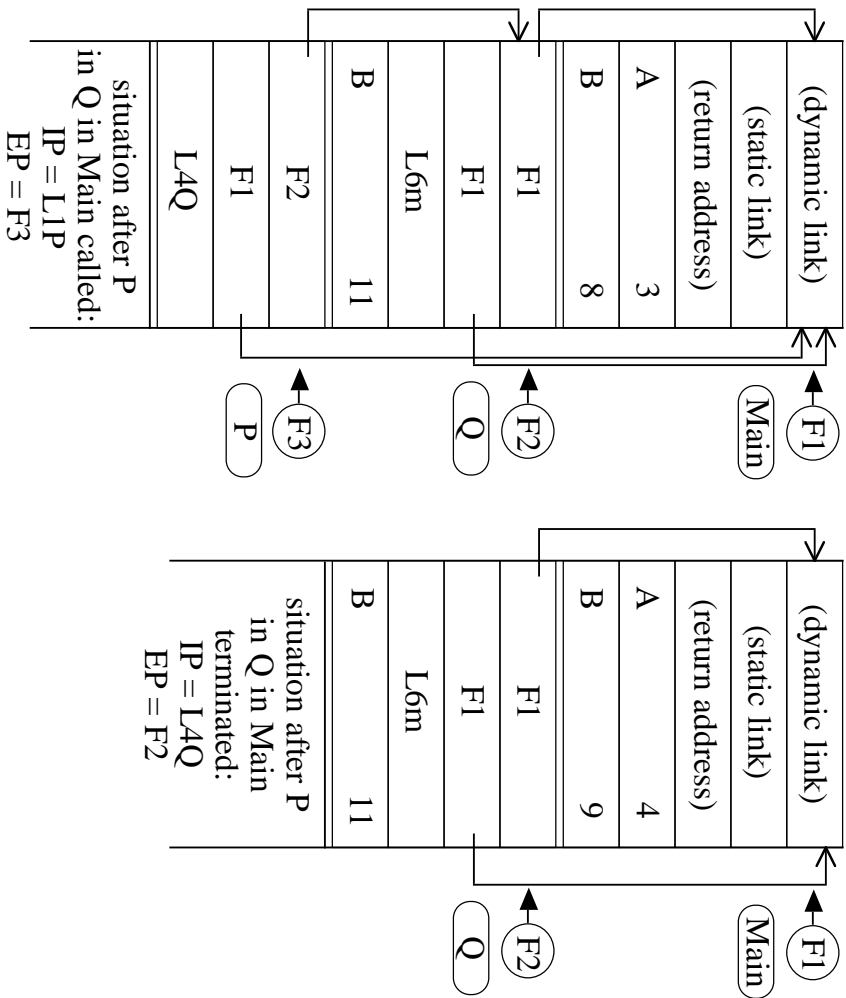 (dynamic link)
F1
(static link)
Main
(return address)
A 3
B 8
F1
F2
F1
Q
L6m
B 11
F2
F3
F1
P
L4Q
situation after P
in Q in Main called:
IP = L1P
EP = F3
(dynamic link)
F1
(static link)
Main
(return address)
A 4
B 9
F1
F2
F1
Q
L6m
B 11
situation after P
in Q in Main
terminated:
IP = L4Q
EP = F2